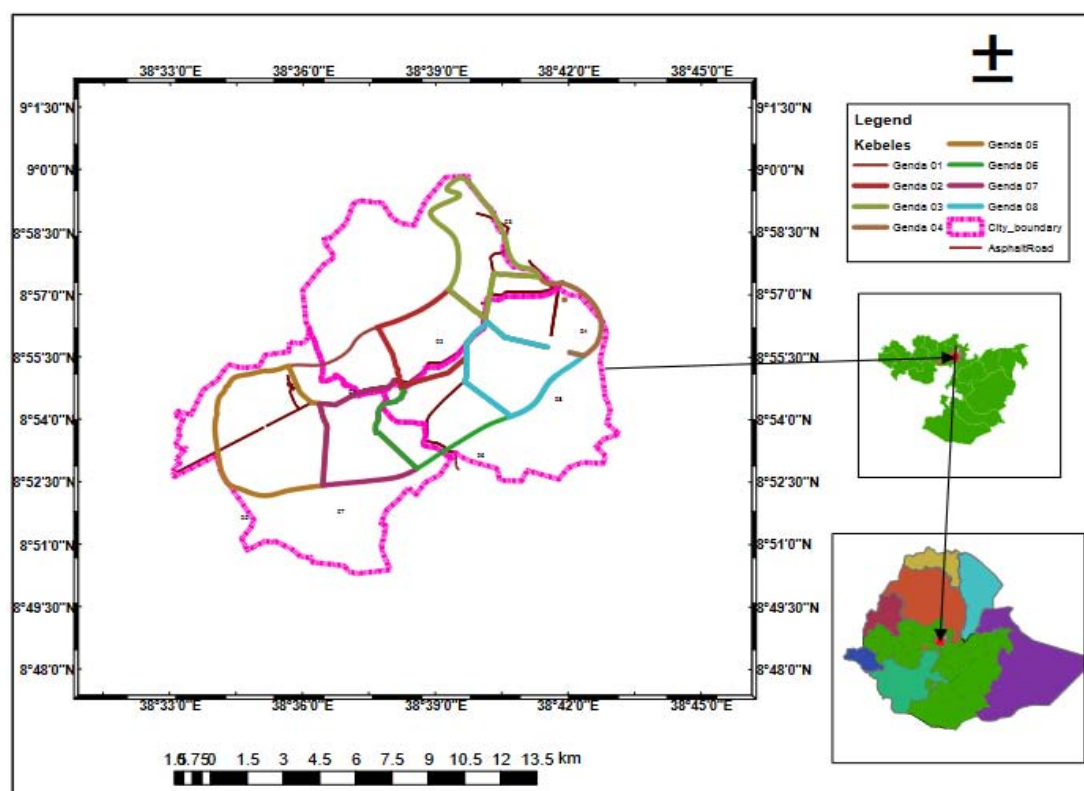 38°33'0"E 38°36'0"E 38°39'0"E 38°42'0"E 38°45'0"E
9°1'30"N 9°1'30"N
9°0'0"N 9°0'0"N
8°58'30"N 8°58'30"N
8°57'0"N 8°57'0"N
8°55'30"N 8°55'30"N
8°54'0"N 8°54'0"N
8°52'30"N 8°52'30"N
8°51'0"N 8°51'0"N
8°49'30"N 8°49'30"N
8°48'0"N 8°48'0"N
38°33'0"E 38°36'0"E 38°39'0"E 38°42'0"E 38°45'0"E
07
1.5 3 4.5 6 7.5 9 10.5 12 13.5 km
±
Legend
Kebeles
Genda 01
Genda 02
Genda 03
Genda 04
Genda 05
Genda 06
Genda 07
Genda 08
City_boundary
AsphaltRoad